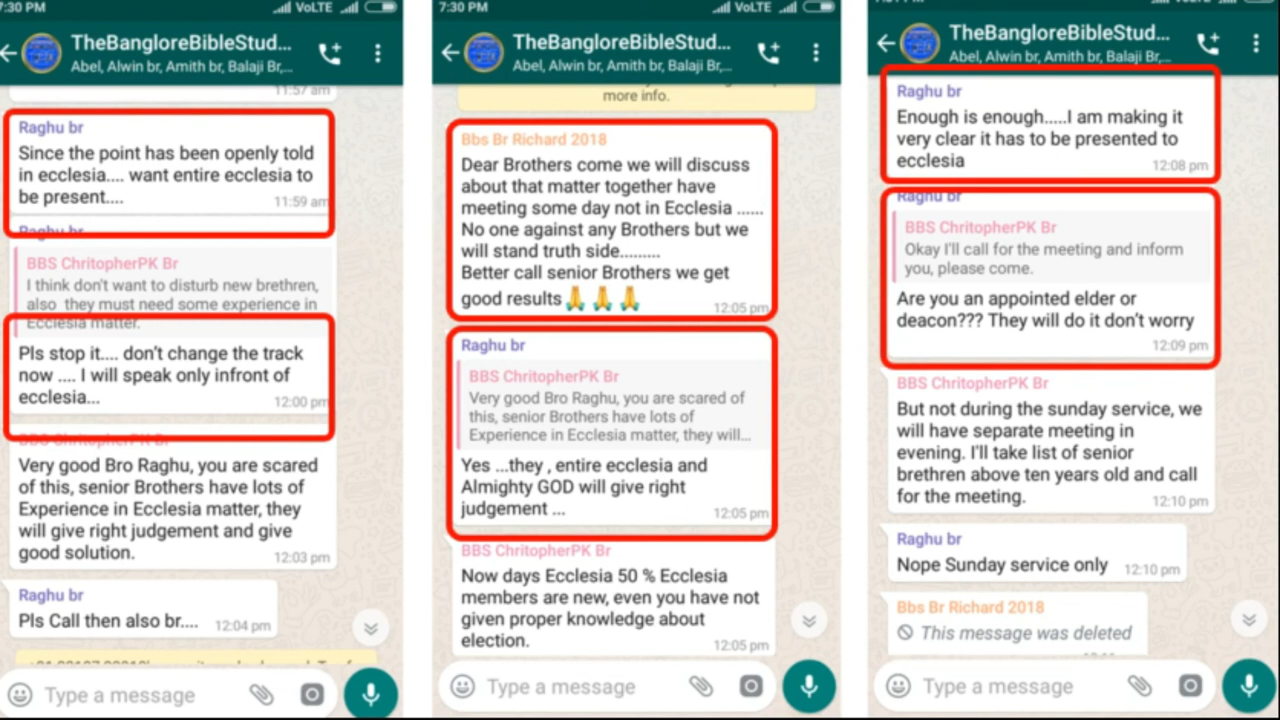 7:30 PM
VoLTE
TheBangloreBibleStud...
Abel, Alwin br, Amith br, Balaji Br,...
11:57 am
Raghu br
Since the point has been openly told
in ecclesia.... want entire ecclesia to
be present....
11:59 am
Raghu br
BBS ChritopherPK Br
I think don't want to disturb new brethren,
also they must need some experience in
Ecclesia matter.
Pls stop it.... don't change the track
now .... I will speak only infront of
ecclesia...
12:00 pm
BBS ChritopherPK Br
Very good Bro Raghu, you are scared
of this, senior Brothers have lots of
Experience in Ecclesia matter, they
will give right judgement and give
good solution.
12:03 pm
Raghu br
Pls Call then also br....
12:04 pm
Type a message
7:30 PM
VoLTE
TheBangloreBibleStud...
Abel, Alwin br, Amith br, Balaji Br,...
more info.
Bbs Br Richard 2018
Dear Brothers come we will discuss
about that matter together have
meeting some day not in Ecclesia ......
No one against any Brothers but we
will stand truth side.........
Better call senior Brothers we get
good results 🙏 🙏 🙏
12:05 pm
Raghu br
BBS ChritopherPK Br
Very good Bro Raghu, you are scared of
this, senior Brothers have lots of
Experience in Ecclesia matter, they will...
Yes ...they , entire ecclesia and
Almighty GOD will give right
judgement ...
12:05 pm
BBS ChritopherPK Br
Now days Ecclesia 50 % Ecclesia
members are new, even you have not
given proper knowledge about
election.
12:05 pm
Type a message
TheBangloreBibleStud...
Abel, Alwin br, Amith br, Balaji Br,...
Raghu br
Enough is enough.....I am making it
very clear it has to be presented to
ecclesia
12:08 pm
Raghu br
BBS ChritopherPK Br
Okay I'll call for the meeting and inform
you, please come.
Are you an appointed elder or
deacon??? They will do it don't worry
12:09 pm
BBS ChritopherPK Br
But not during the sunday service, we
will have separate meeting in
evening. I'll take list of senior
brethren above ten years old and call
for the meeting.
12:10 pm
Raghu br
Nope Sunday service only
12:10 pm
Bbs Br Richard 2018
This message was deleted
Type a message